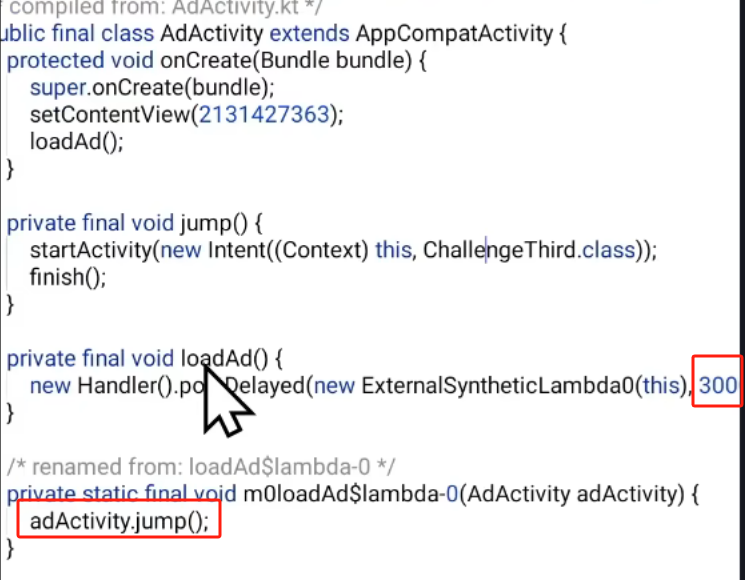 compiled from: AdActivity.kt */
ublic final class AdActivity extends AppCompatActivity {
protected void onCreate(Bundle bundle) {
super.onCreate(bundle);
setContentView(2131427363);
loadAd();
}
private final void jump() {
startActivity(new Intent((Context) this, ChallengeThird.class));
finish();
}
private final void loadAd() {
new Handler().po Delayed(new ExternalSyntheticLambda0(this), 300
}
/* renamed from: loadAd$lambda-0 */
private static final void m0loadAd$lambda-0(AdActivity adActivity) {
adActivity.jump();
}